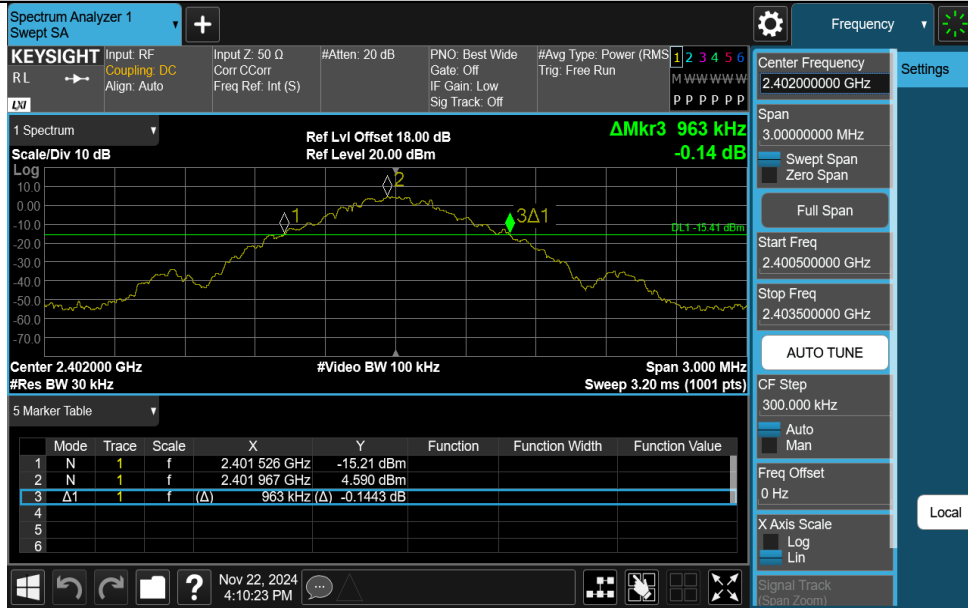 Spectrum Analyzer 1
Swept SA
Frequency
KEYSIGHT
RL
LXI
Input: RF
Coupling: DC
Align: Auto
Input Z: 50 Ω
Corr CCorr
Freq Ref: Int (S)
#Atten: 20 dB
PNO: Best Wide
Gate: Off
IF Gain: Low
Sig Track: Off
#Avg Type: Power (RMS
Trig: Free Run
1 2 3 4 5 6
M W W W W W
P P P P P P
1 Spectrum
Scale/Div 10 dB
Ref Lvl Offset 18.00 dB
Ref Level 20.00 dBm
ΔMkr3 963 kHz
-0.14 dB
Log
10.0
0.00
-10.0
-20.0
-30.0
-40.0
-50.0
-60.0
-70.0
1
2
3Δ1
DL1 -15.41 dBm
Center 2.402000 GHz
#Res BW 30 kHz
#Video BW 100 kHz
Span 3.000 MHz
Sweep 3.20 ms (1001 pts)
5 Marker Table
Mode Trace Scale X Y Function Function Width Function Value
1 N 1 f 2.401 526 GHz -15.21 dBm
2 N 1 f 2.401 967 GHz 4.590 dBm
3 Δ1 1 f (Δ) 963 kHz (Δ) -0.1443 dB
4
5
6
Nov 22, 2024
4:10:23 PM
Center Frequency
2.402000000 GHz
Span
3.00000000 MHz
Swept Span
Zero Span
Full Span
Start Freq
2.400500000 GHz
Stop Freq
2.403500000 GHz
AUTO TUNE
CF Step
300.000 kHz
Auto
Man
Freq Offset
0 Hz
X Axis Scale
Log
Lin
Signal Track
(Span Zoom)
Settings
Local